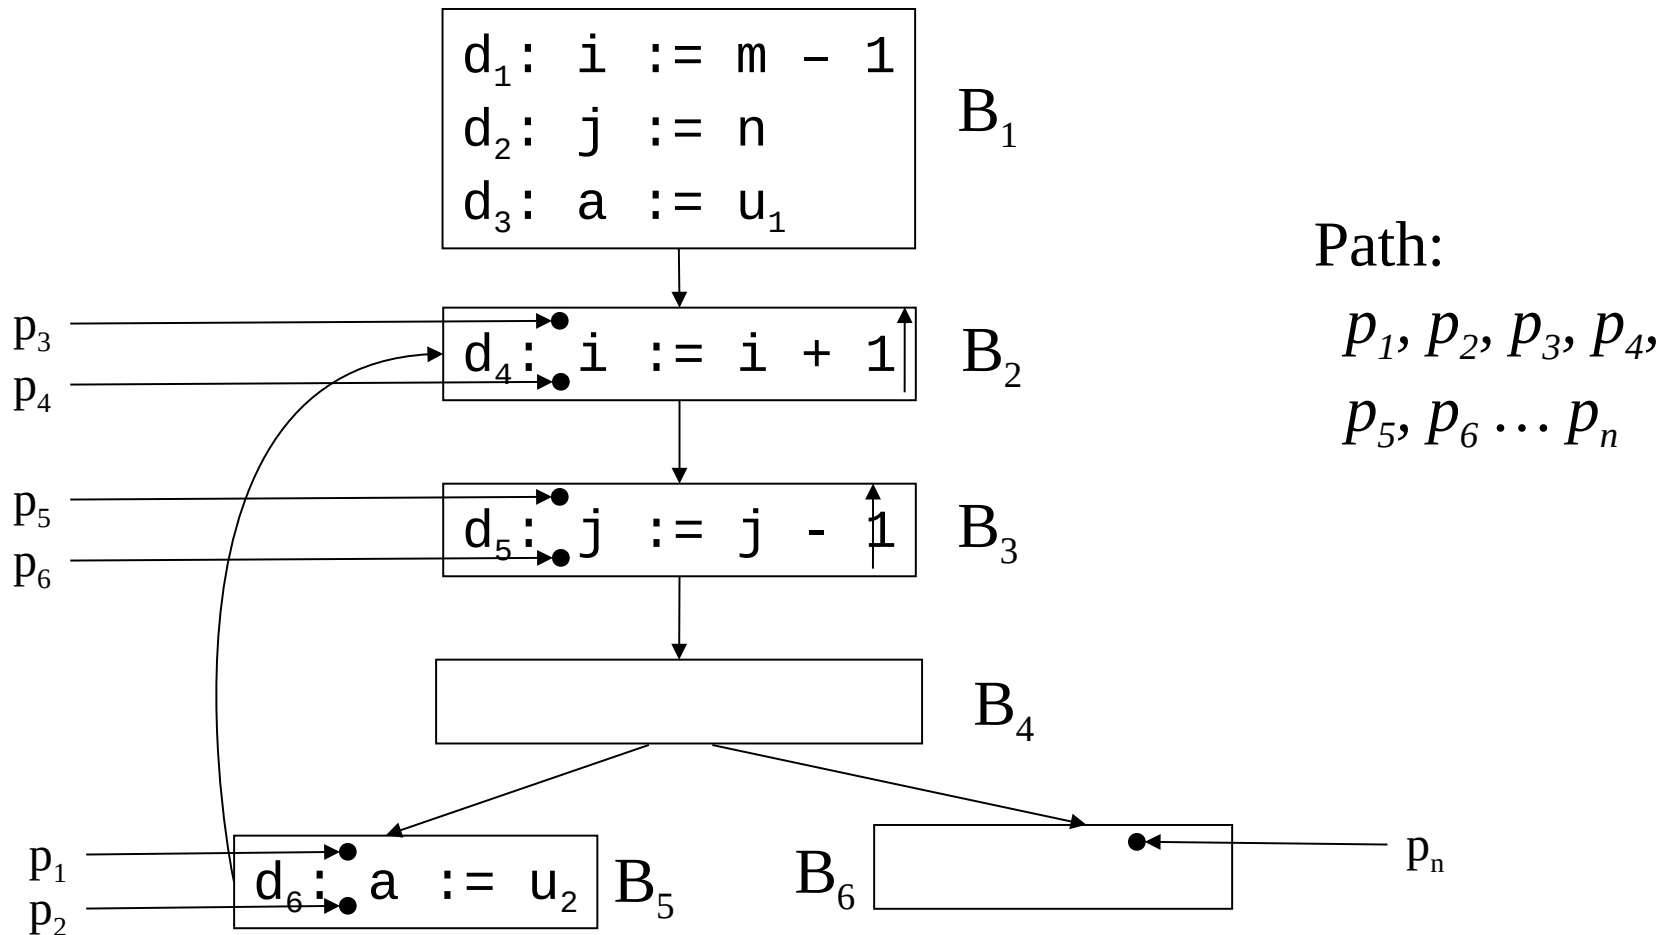 d₁: i := m – 1
d₂: j := n
d₃: a := u₁
B₁
Path:
p₁, p₂, p₃, p₄,
p₅, p₆ … pₙ
p₃
p₄
d₄: i := i + 1
B₂
p₅
p₆
d₅: j := j - 1
B₃
B₄
p₁
p₂
d₆: a := u₂
B₅
B₆
pₙ